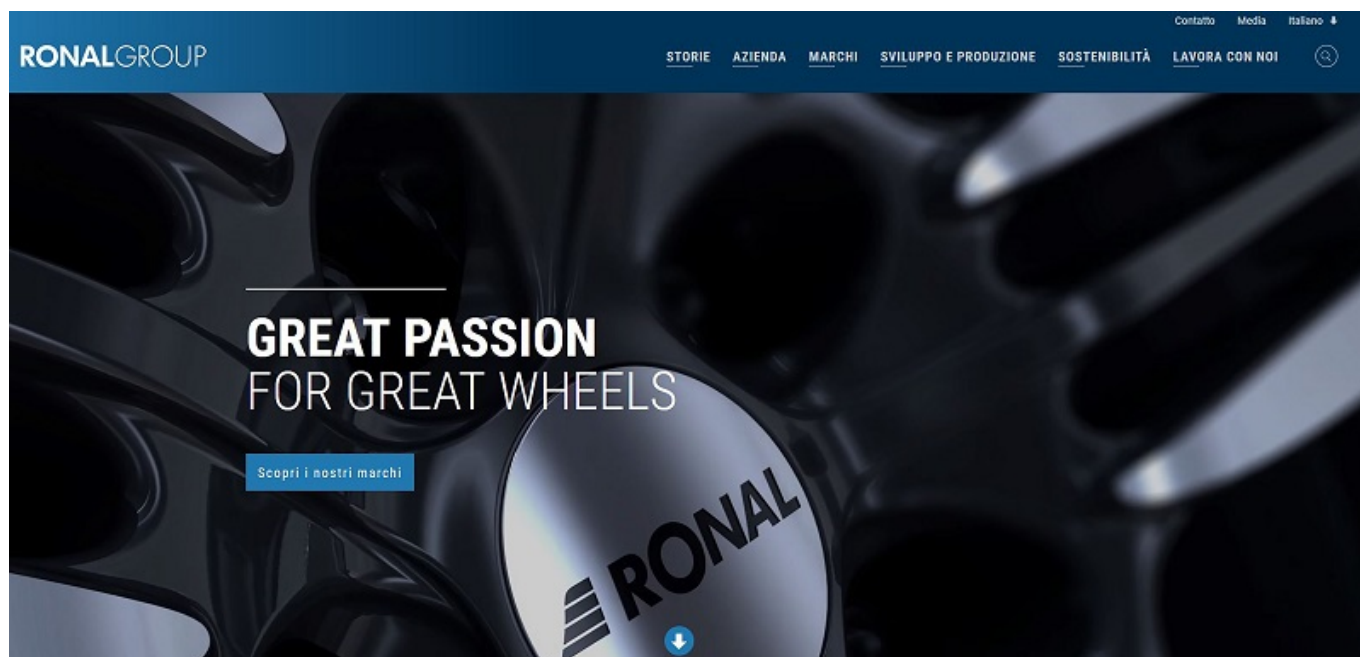 Contatto Media Italiano
RONALGROUP
STORIE AZIENDA MARCHI SVILUPPO E PRODUZIONE SOSTENIBILITÀ LAVORA CON NOI
GREAT PASSION
FOR GREAT WHEELS
Scopri i nostri marchi
RONAL